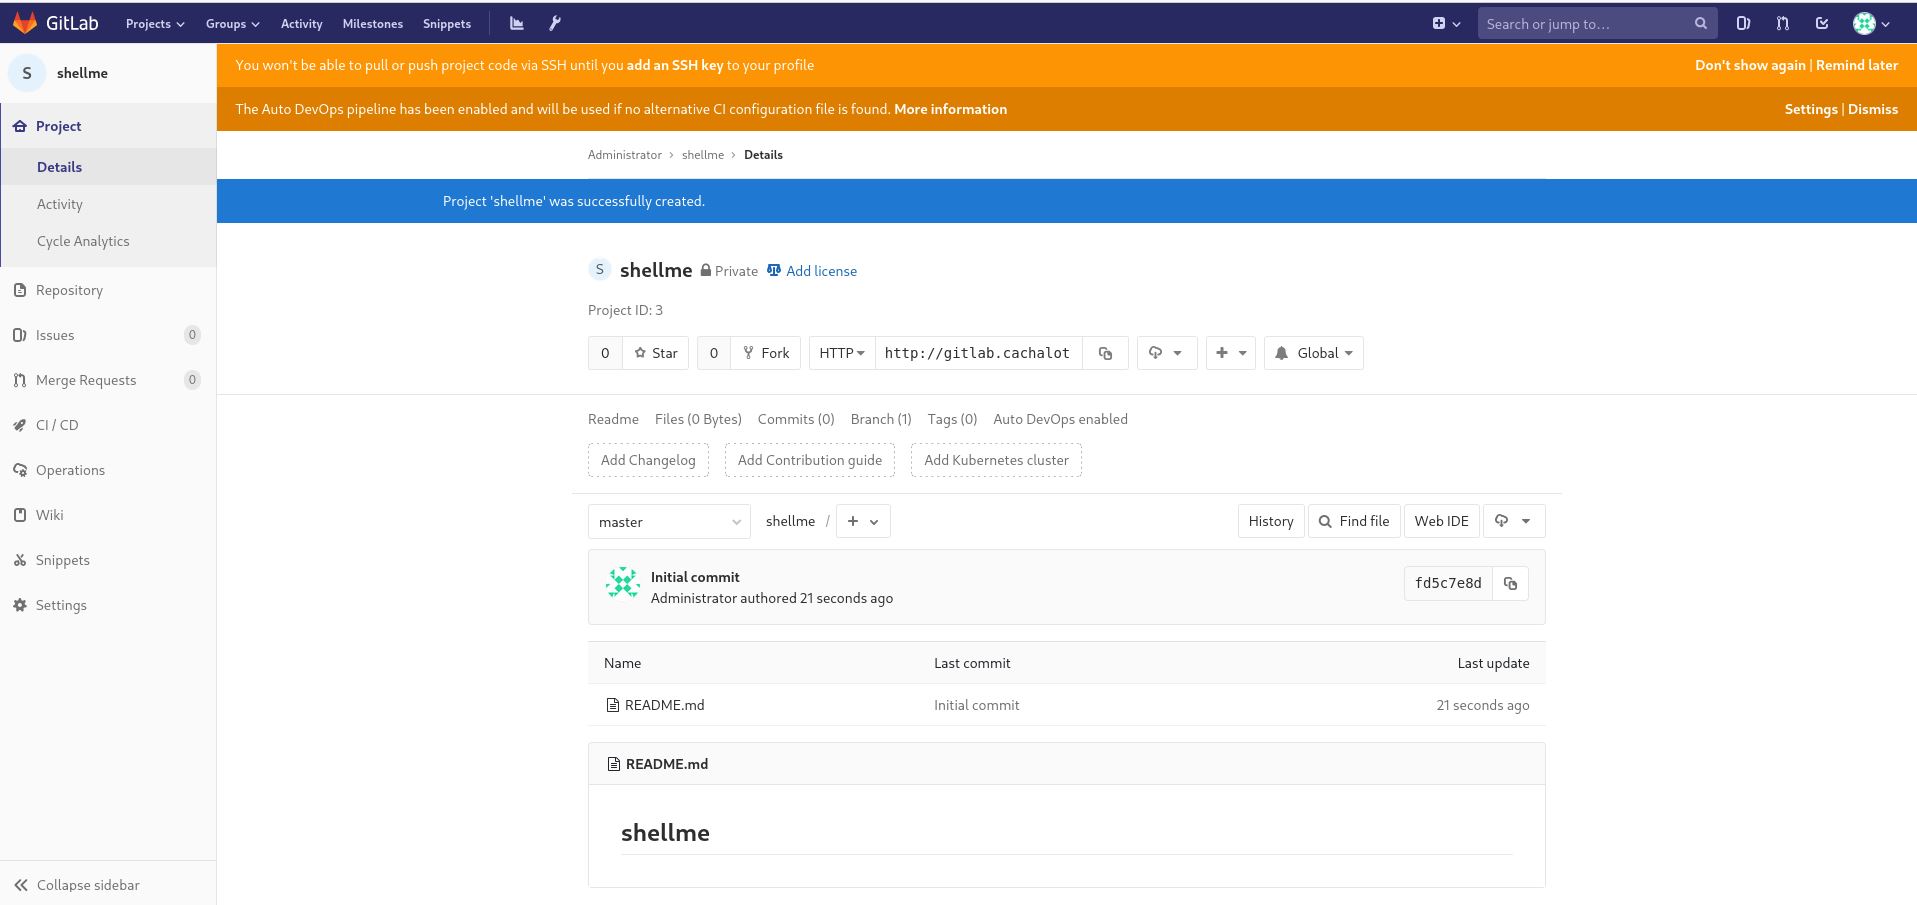 GitLab Projects Groups Activity Milestones Snippets Search or jump to...
S shellme
You won't be able to pull or push project code via SSH until you add an SSH key to your profile Don't show again | Remind later
The Auto DevOps pipeline has been enabled and will be used if no alternative CI configuration file is found. More information Settings | Dismiss
Project
Details
Activity
Cycle Analytics
Repository
Issues 0
Merge Requests 0
CI / CD
Operations
Wiki
Snippets
Settings
Collapse sidebar
Administrator › shellme › Details
Project 'shellme' was successfully created.
S shellme Private Add license
Project ID: 3
0 Star 0 Fork HTTP http://gitlab.cachalot Global
Readme Files (0 Bytes) Commits (0) Branch (1) Tags (0) Auto DevOps enabled
Add Changelog Add Contribution guide Add Kubernetes cluster
master shellme / + History Find file Web IDE
Initial commit
Administrator authored 21 seconds ago
fd5c7e8d
Name Last commit Last update
README.md Initial commit 21 seconds ago
README.md
shellme